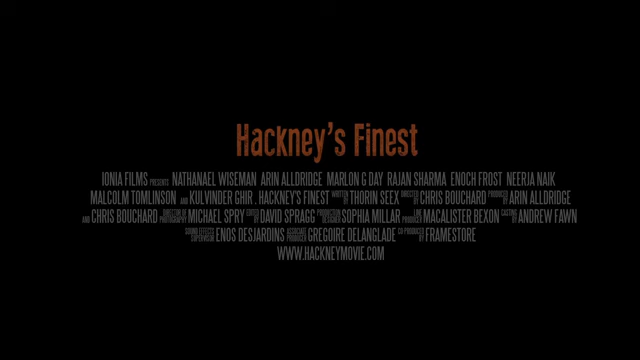 Hackney's Finest
IONIA FILMS PRESENTS NATHANAEL WISEMAN ARIN ALLDRIDGE MARLON G DAY RAJAN SHARMA ENOCH FROST NEERJA NAIK
MALCOLM TOMLINSON AND KULVINDER GHIR. HACKNEY'S FINEST WRITTEN BY THORIN SEEX DIRECTED BY CHRIS BOUCHARD PRODUCED BY ARIN ALLDRIDGE
AND CHRIS BOUCHARD DIRECTOR OF PHOTOGRAPHY MICHAEL SPRY EDITED BY DAVID SPRAGG PRODUCTION DESIGNER SOPHIA MILLAR LINE PRODUCER MACALISTER BEXON CASTING BY ANDREW FAWN
SOUND EFFECTS SUPERVISOR ENOS DESJARDINS ASSOCIATE PRODUCER GREGOIRE DELANGLADE CO-PRODUCED BY FRAMESTORE
WWW.HACKNEYMOVIE.COM